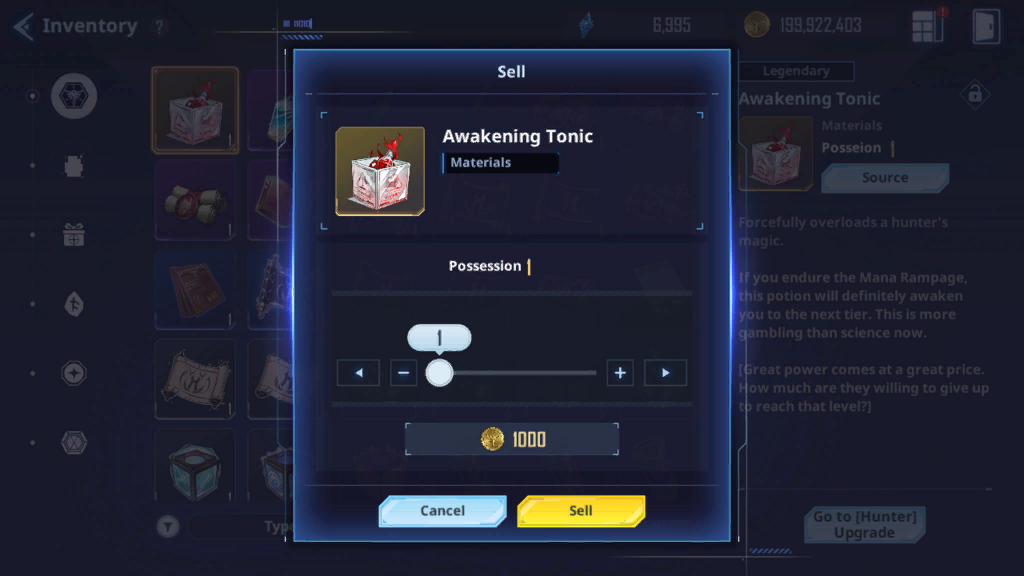 Inventory ?
6,995
199,922,403
Sell
Awakening Tonic
Materials
Possession 1
1
1000
Cancel
Sell
Type
Legendary
Awakening Tonic
Materials
Posseion 1
Source
Forcefully overloads a hunter's
magic.
If you endure the Mana Rampage,
this potion will definitely awaken
you to the next tier. This is more
gambling than science now.
[Great power comes at a great price.
How much are they willing to give up
to reach that level?]
Go to [Hunter]
Upgrade